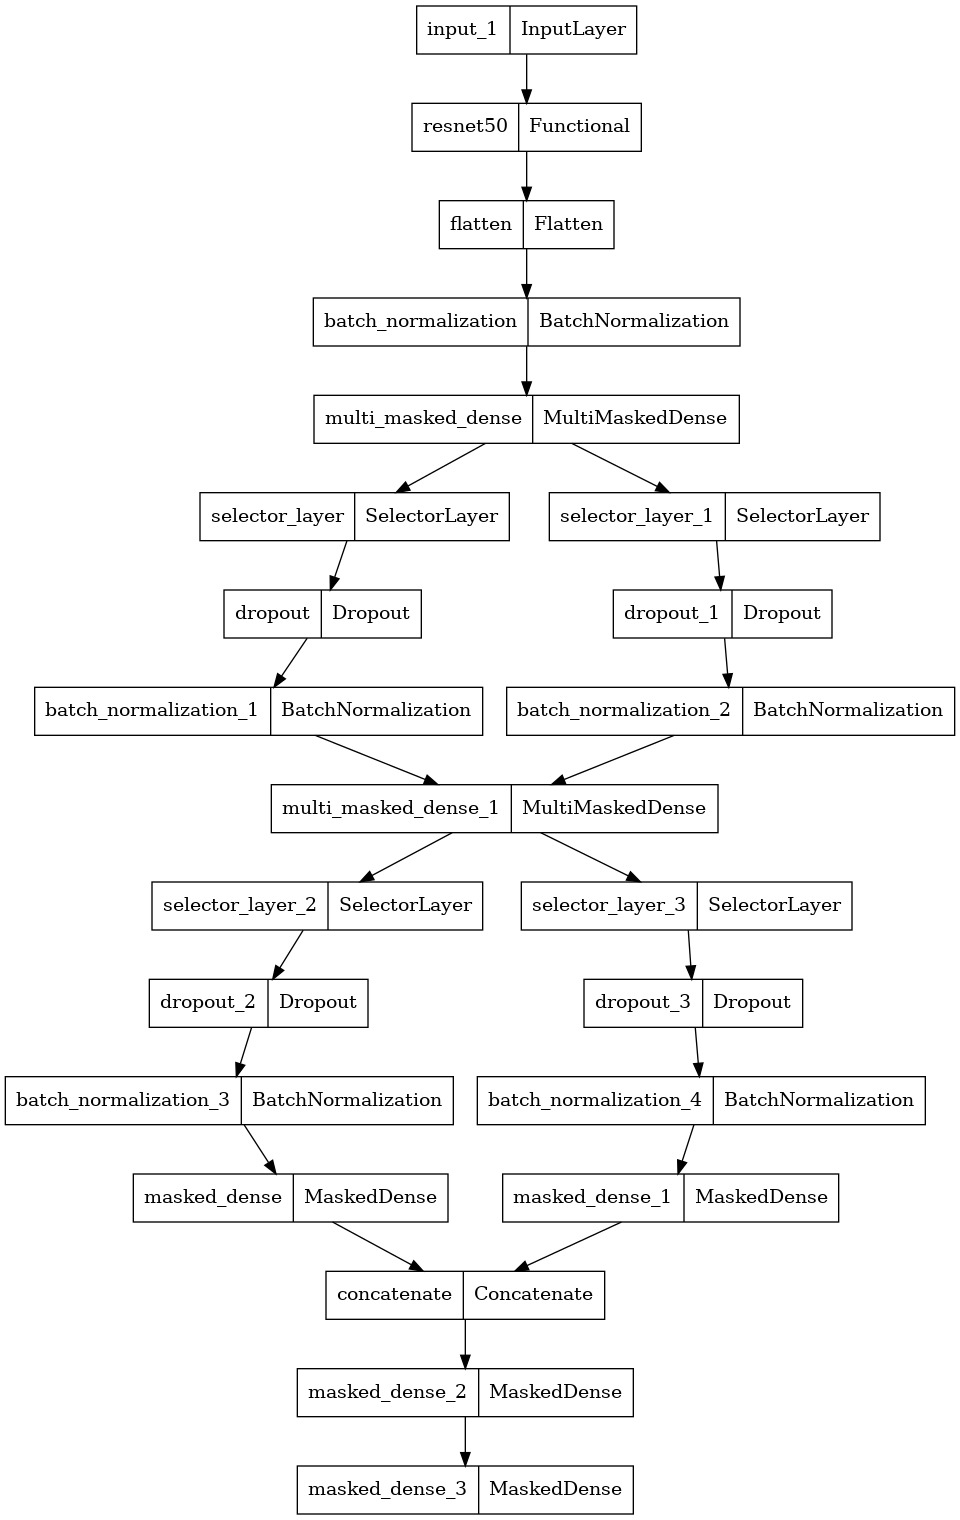 input_1 InputLayer
resnet50 Functional
flatten Flatten
batch_normalization BatchNormalization
multi_masked_dense MultiMaskedDense
selector_layer SelectorLayer selector_layer_1 SelectorLayer
dropout Dropout dropout_1 Dropout
batch_normalization_1 BatchNormalization batch_normalization_2 BatchNormalization
multi_masked_dense_1 MultiMaskedDense
selector_layer_2 SelectorLayer selector_layer_3 SelectorLayer
dropout_2 Dropout dropout_3 Dropout
batch_normalization_3 BatchNormalization batch_normalization_4 BatchNormalization
masked_dense MaskedDense masked_dense_1 MaskedDense
concatenate Concatenate
masked_dense_2 MaskedDense
masked_dense_3 MaskedDense